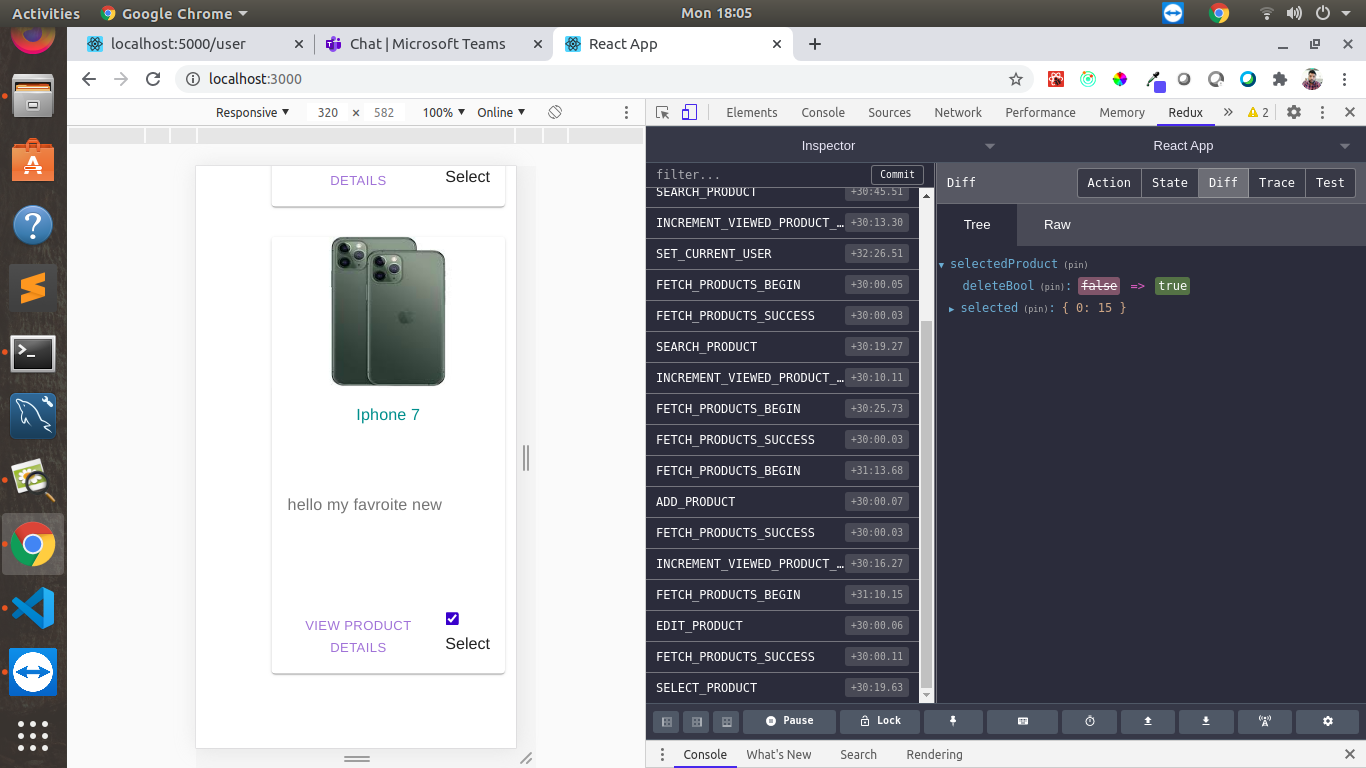 Activities
Google Chrome
Mon 18:05
localhost:5000/user
Chat | Microsoft Teams
React App
localhost:3000
Responsive
320 × 582
100%
Online
Elements
Console
Sources
Network
Performance
Memory
Redux
2
DETAILS
Select
Iphone 7
hello my favroite new
VIEW PRODUCT
DETAILS
Select
Inspector
React App
filter...
Commit
SEARCH_PRODUCT +30:45.51
INCREMENT_VIEWED_PRODUCT_… +30:13.30
SET_CURRENT_USER +32:26.51
FETCH_PRODUCTS_BEGIN +30:00.05
FETCH_PRODUCTS_SUCCESS +30:00.03
SEARCH_PRODUCT +30:19.27
INCREMENT_VIEWED_PRODUCT_… +30:10.11
FETCH_PRODUCTS_BEGIN +30:25.73
FETCH_PRODUCTS_SUCCESS +30:00.03
FETCH_PRODUCTS_BEGIN +31:13.68
ADD_PRODUCT +30:00.07
FETCH_PRODUCTS_SUCCESS +30:00.03
INCREMENT_VIEWED_PRODUCT_… +30:16.27
FETCH_PRODUCTS_BEGIN +31:10.15
EDIT_PRODUCT +30:00.06
FETCH_PRODUCTS_SUCCESS +30:00.11
SELECT_PRODUCT +30:19.63
Diff
Action
State
Diff
Trace
Test
Tree
Raw
selectedProduct (pin)
deleteBool (pin): false => true
selected (pin): { 0: 15 }
Pause
Lock
Console
What's New
Search
Rendering